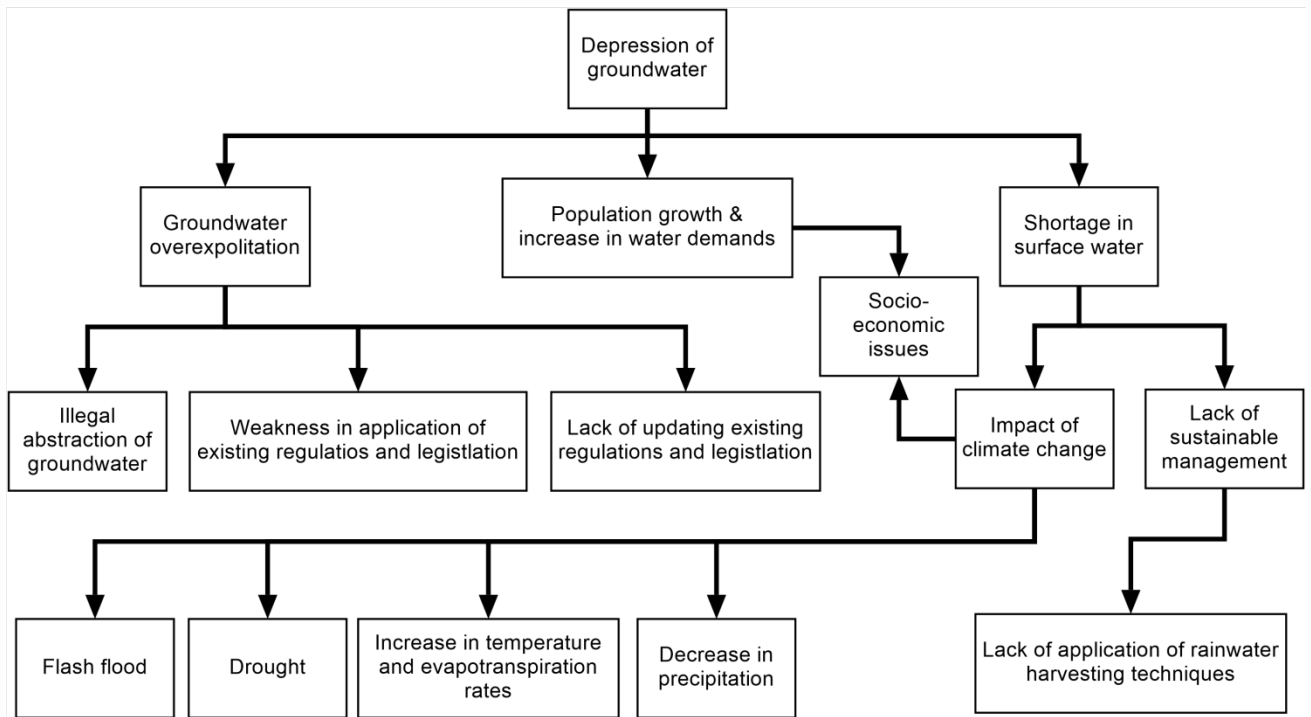 Depression of
groundwater
Groundwater
overexpolitation
Population growth &
increase in water demands
Shortage in
surface water
Socio-
economic
issues
Illegal
abstraction of
groundwater
Weakness in application of
existing regulatios and legistlation
Lack of updating existing
regulations and legistlation
Impact of
climate change
Lack of
sustainable
management
Flash flood
Drought
Increase in temperature
and evapotranspiration
rates
Decrease in
precipitation
Lack of application of rainwater
harvesting techniques